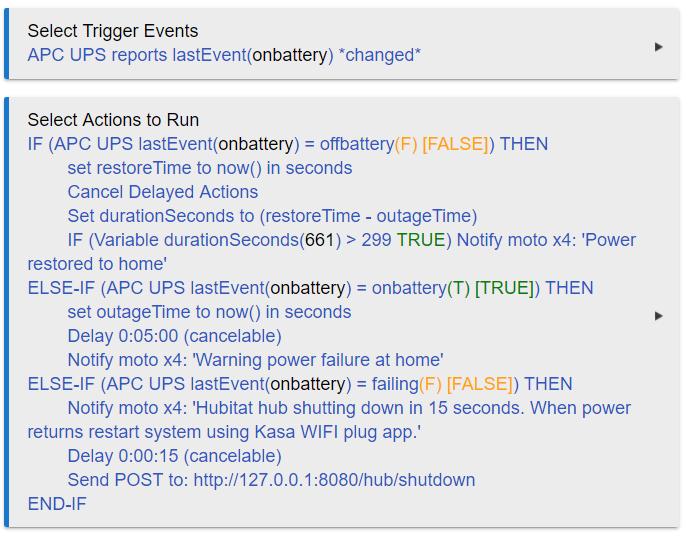 Select Trigger Events
APC UPS reports lastEvent(onbattery) *changed*
Select Actions to Run
IF (APC UPS lastEvent(onbattery) = offbattery(F) [FALSE]) THEN
set restoreTime to now() in seconds
Cancel Delayed Actions
Set durationSeconds to (restoreTime - outageTime)
IF (Variable durationSeconds(661) > 299 TRUE) Notify moto x4: 'Power
restored to home'
ELSE-IF (APC UPS lastEvent(onbattery) = onbattery(T) [TRUE]) THEN
set outageTime to now() in seconds
Delay 0:05:00 (cancelable)
Notify moto x4: 'Warning power failure at home'
ELSE-IF (APC UPS lastEvent(onbattery) = failing(F) [FALSE]) THEN
Notify moto x4: 'Hubitat hub shutting down in 15 seconds. When power
returns restart system using Kasa WIFI plug app.'
Delay 0:00:15 (cancelable)
Send POST to: http://127.0.0.1:8080/hub/shutdown
END-IF